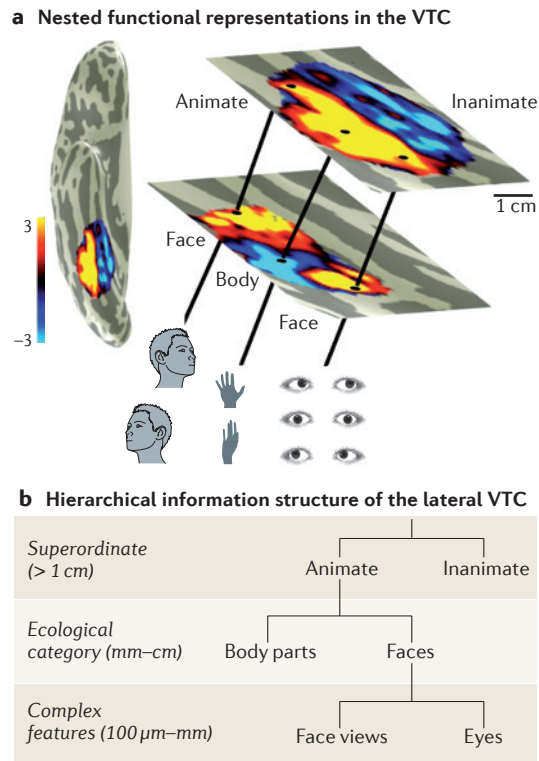 a Nested functional representations in the VTC
Animate
Inanimate
1 cm
3
–3
Face
Body
Face
b Hierarchical information structure of the lateral VTC
Superordinate
(> 1 cm)
Animate
Inanimate
Ecological
category (mm–cm)
Body parts
Faces
Complex
features (100 µm–mm)
Face views
Eyes